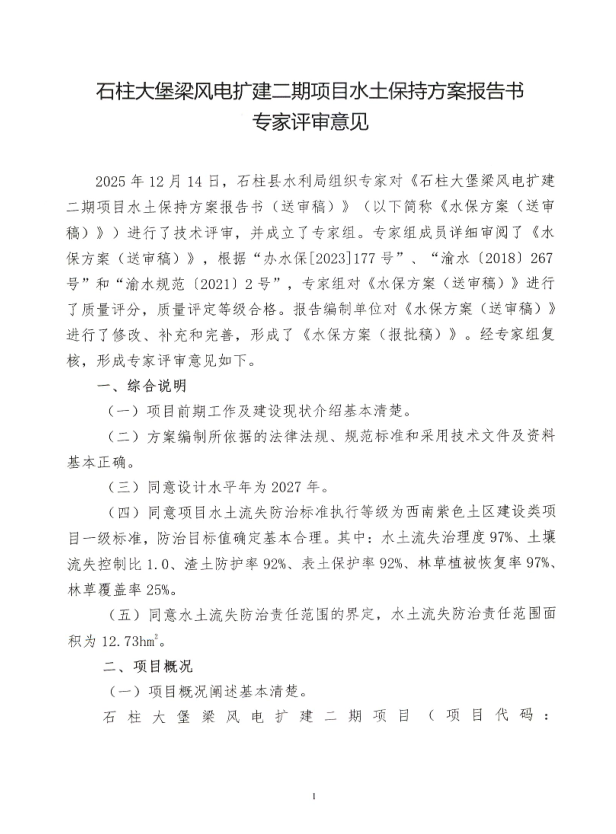 石柱大堡梁风电扩建二期项目水土保持方案报告书
专家评审意见
2025 年 12 月 14 日，石柱县水利局组织专家对《石柱大堡梁风电扩建
二期项目水土保持方案报告书（送审稿）》（以下简称《水保方案（送审
稿）》）进行了技术评审，并成立了专家组。专家组成员详细审阅了《水
保方案（送审稿）》，根据“办水保[2023]177 号”、“渝水〔2018〕267
号”和“渝水规范〔2021〕2 号”，专家组对《水保方案（送审稿）》进行
了质量评分，质量评定等级合格。报告编制单位对《水保方案（送审稿）》
进行了修改、补充和完善，形成了《水保方案（报批稿）》。经专家组复
核，形成专家评审意见如下。
一、综合说明
（一）项目前期工作及建设现状介绍基本清楚。
（二）方案编制所依据的法律法规、规范标准和采用技术文件及资料
基本正确。
（三）同意设计水平年为 2027 年。
（四）同意项目水土流失防治标准执行等级为西南紫色土区建设类项
目一级标准，防治目标值确定基本合理。其中：水土流失治理度 97%、土壤
流失控制比 1.0、渣土防护率 92%、表土保护率 92%、林草植被恢复率 97%、
林草覆盖率 25%。
（五）同意水土流失防治责任范围的界定，水土流失防治责任范围面
积为 12.73hm²。
二、项目概况
（一）项目概况阐述基本清楚。
石柱大堡梁风电扩建二期项目（项目代码：
1